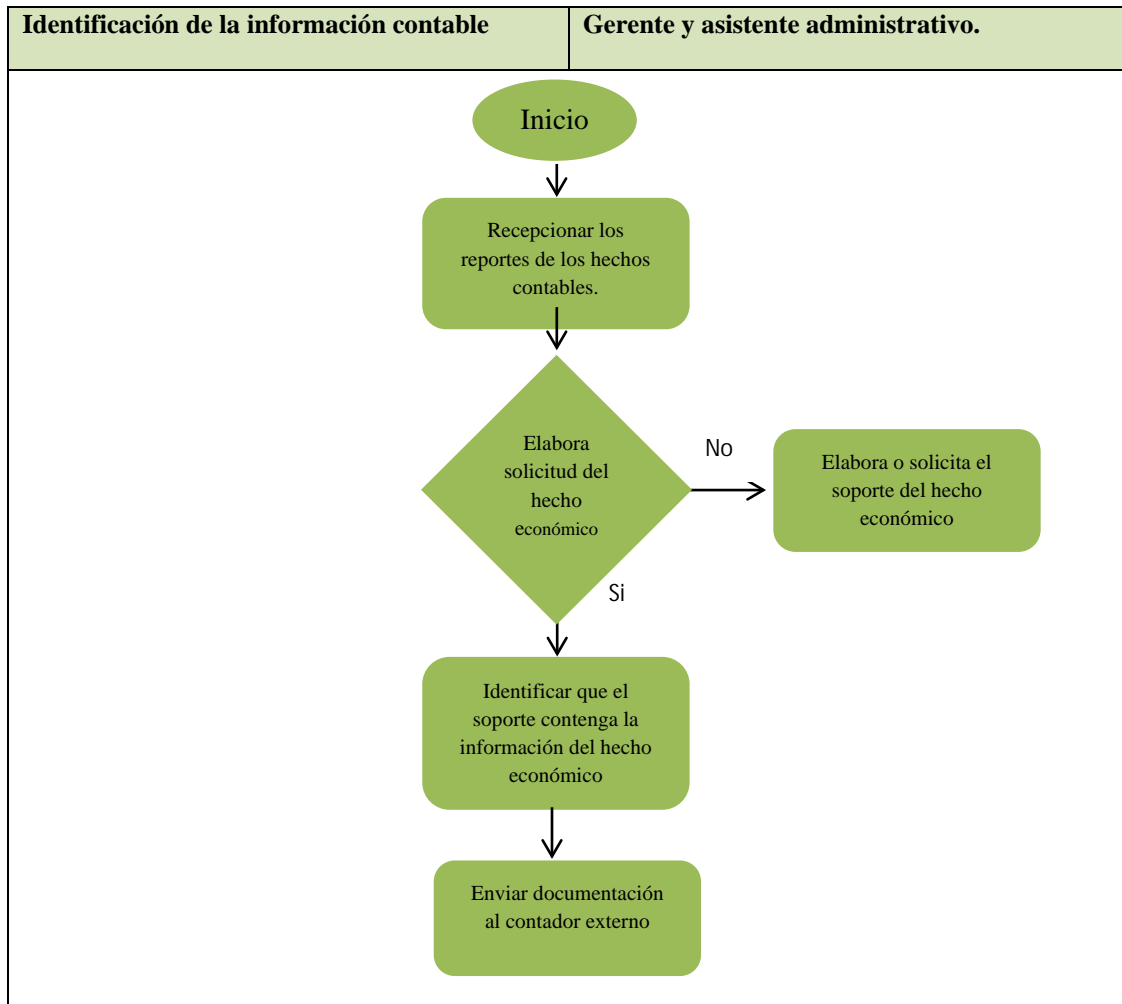 Identificación de la información contable
Gerente y asistente administrativo.
Inicio
Recepcionar los
reportes de los hechos
contables.
Elabora
solicitud del
hecho
económico
No
Elabora o solicita el
soporte del hecho
económico
Si
Identificar que el
soporte contenga la
información del hecho
económico
Enviar documentación
al contador externo